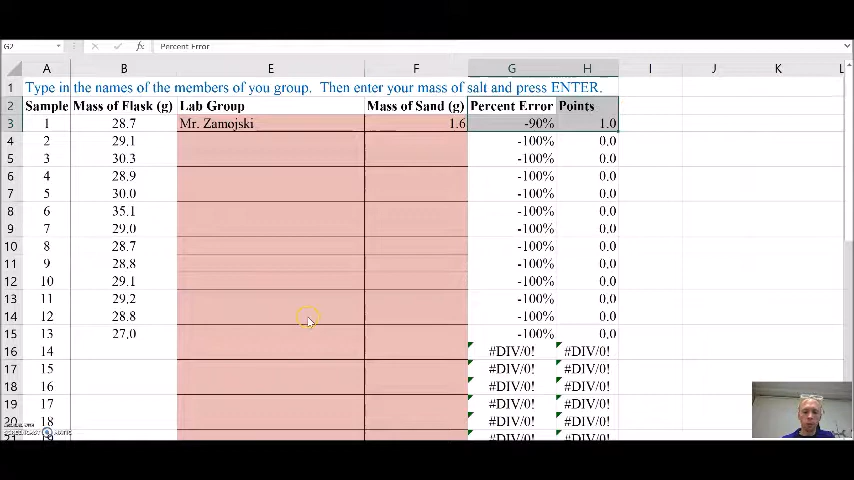 G2 fx Percent Error
A B E F G H I J K L
1 Type in the names of the members of you group. Then enter your mass of salt and press ENTER.
2 Sample Mass of Flask (g) Lab Group Mass of Sand (g) Percent Error Points
3 1 28.7 Mr. Zamojski 1.6 -90% 1.0
4 2 29.1 -100% 0.0
5 3 30.3 -100% 0.0
6 4 28.9 -100% 0.0
7 5 30.0 -100% 0.0
8 6 35.1 -100% 0.0
9 7 29.0 -100% 0.0
10 8 28.7 -100% 0.0
11 9 28.8 -100% 0.0
12 10 29.1 -100% 0.0
13 11 29.2 -100% 0.0
14 12 28.8 -100% 0.0
15 13 27.0 -100% 0.0
16 14 #DIV/0! #DIV/0!
17 15 #DIV/0! #DIV/0!
18 16 #DIV/0! #DIV/0!
19 17 #DIV/0! #DIV/0!
20 18 #DIV/0! #DIV/0!
21 19 #DIV/0! #DIV/0!